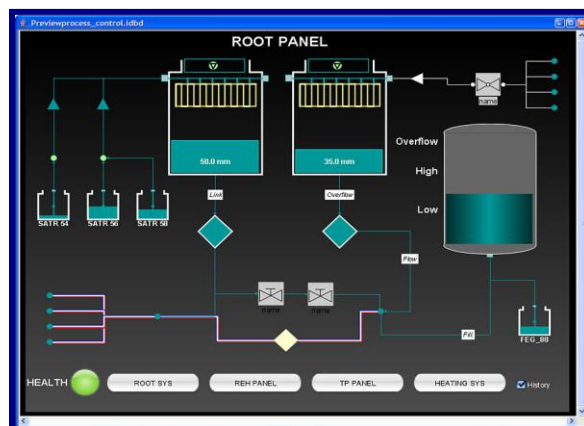 Previewprocess_control.idbd
ROOT PANEL
name
Overflow
High
Low
50.0 mm
35.0 mm
Link
Overflow
SATR 54
SATR 56
SATR 58
Flow
name
name
Fill
FEG_80
HEALTH
ROOT SYS
REH PANEL
TP PANEL
HEATING SYS
History